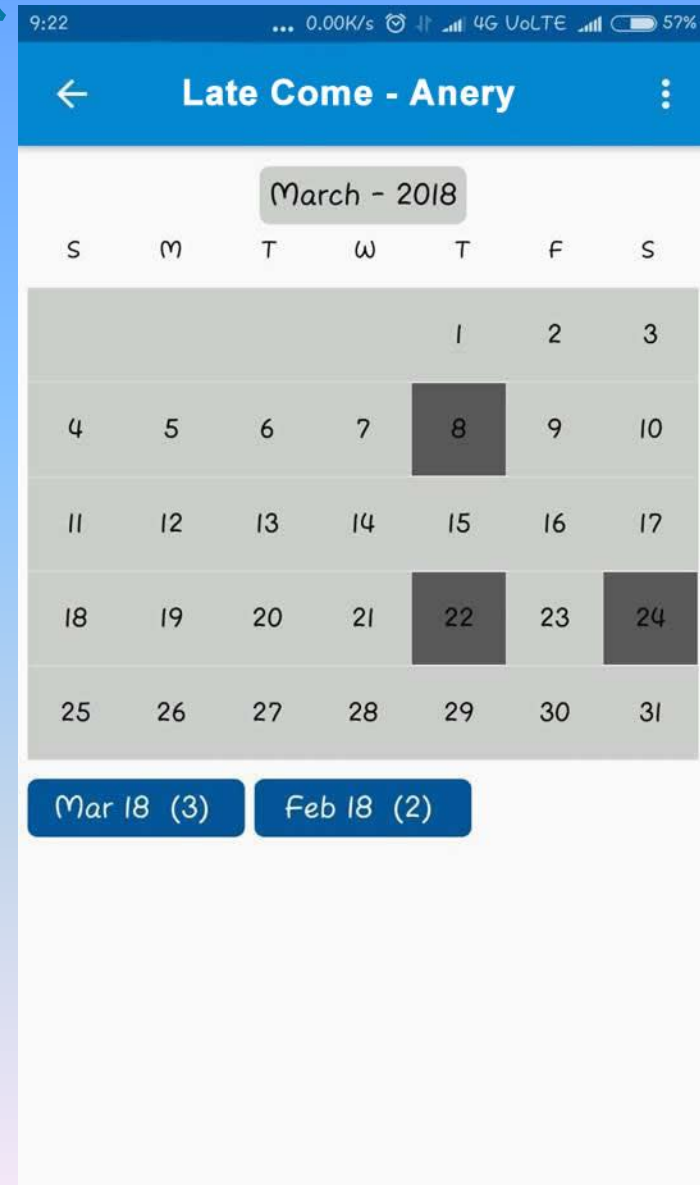 9:22 ... 0.00K/s 4G VoLTE 57%
Late Come - Anery
March - 2018
S M T W T F S
1 2 3
4 5 6 7 8 9 10
11 12 13 14 15 16 17
18 19 20 21 22 23 24
25 26 27 28 29 30 31
Mar 18 (3) Feb 18 (2)